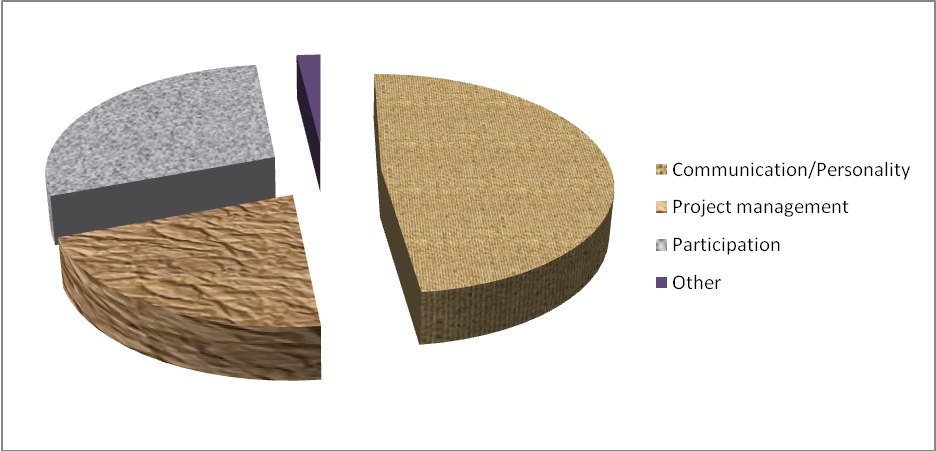 Communication/Personality
Project management
Participation
Other